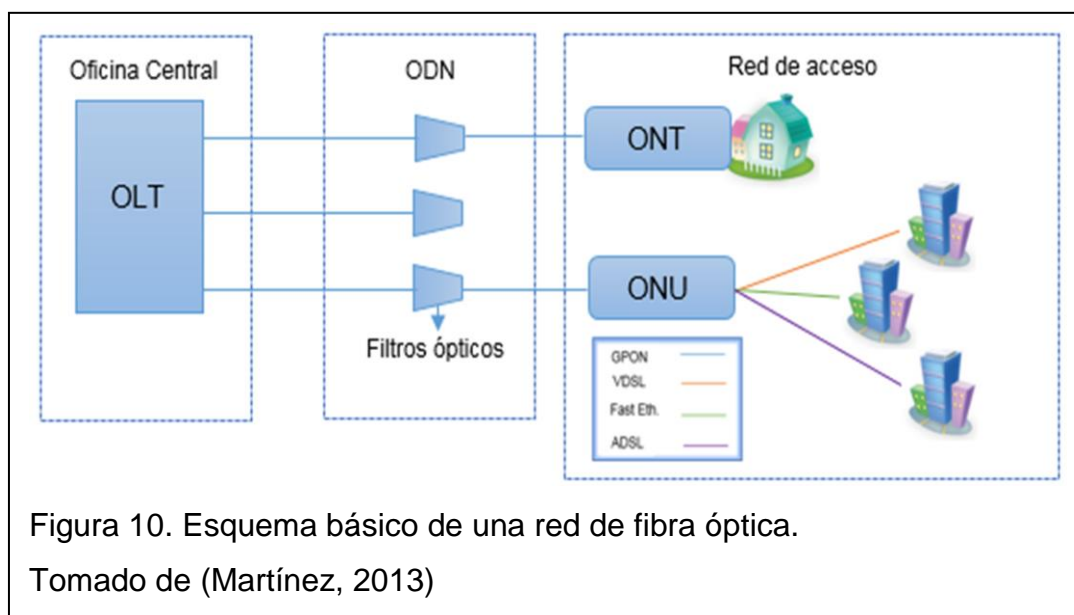 Oficina Central
ODN
Red de acceso
OLT
ONT
ONU
Filtros ópticos
GPON
VDSL
Fast Eth.
ADSL
Figura 10. Esquema básico de una red de fibra óptica.
Tomado de (Martínez, 2013)